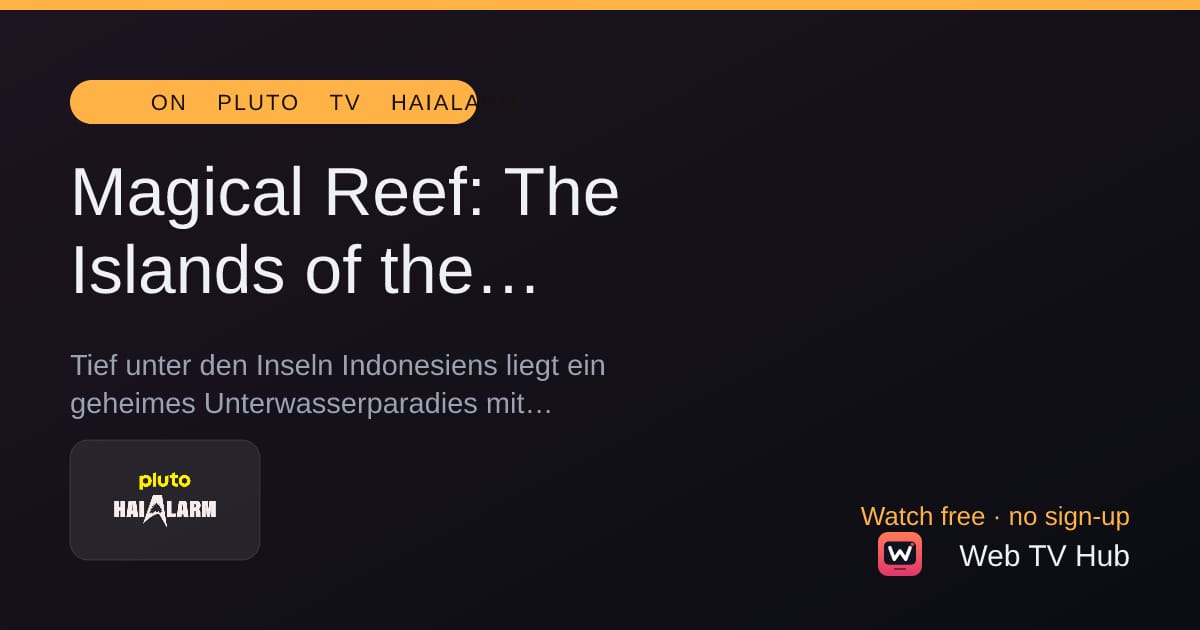 ON PLUTO TV HAIALARM
Magical Reef: The
Islands of the…
Tief unter den Inseln Indonesiens liegt ein
geheimes Unterwasserparadies mit…
pluto
HAIALARM
Watch free · no sign-up
W
Web TV Hub